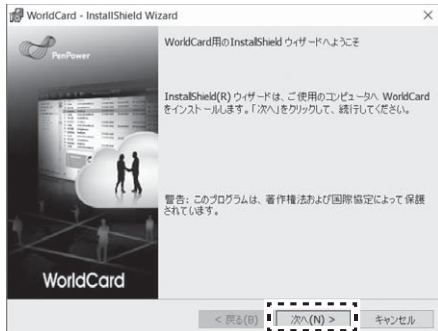 WorldCard - InstallShield Wizard
PenPower
WorldCard用のInstallShield ウィザードへようこそ
InstallShield(R) ウィザードは、ご使用のコンピュータへ WorldCard
をインストールします。「次へ」をクリックして、続行してください。
警告: このプログラムは、著作権法および国際協定によって保護
されています。
WorldCard
< 戻る(B)
次へ(N) >
キャンセル